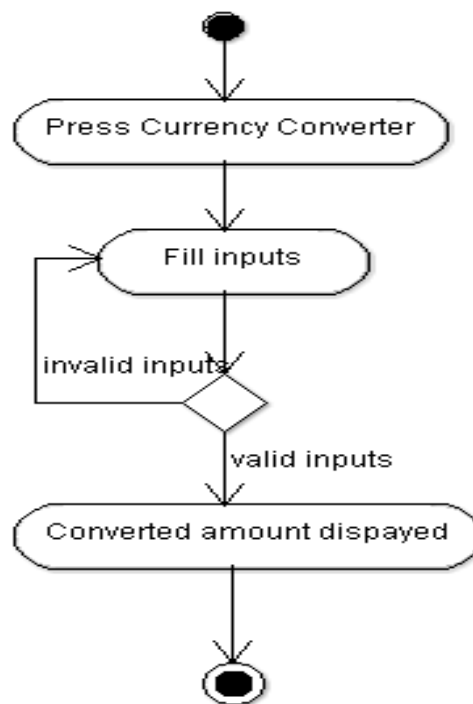 Press Currency Converter
Fill inputs
invalid inputs
valid inputs
Converted amount dispayed